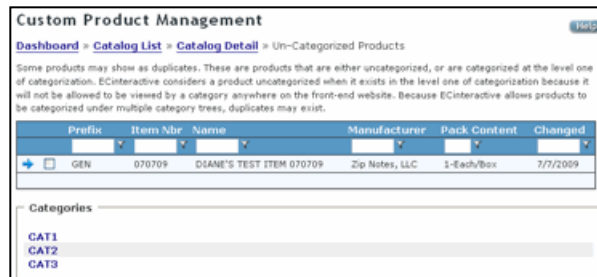 Custom Product Management
Help
Dashboard » Catalog List » Catalog Detail » Un-Categorized Products
Some products may show as duplicates. These are products that are either uncategorized, or are categorized at the level one
of categorization. ECinteractive considers a product uncategorized when it exists in the level one of categorization because it
will not be allowed to be viewed by a category anywhere on the front-end website. Because ECinteractive allows products to
be categorized under multiple category trees, duplicates may exist.
Prefix Item Nbr Name Manufacturer Pack Content Changed
GEN 070709 DIANE'S TEST ITEM 070709 Zip Notes, LLC 1-Each/Box 7/7/2009
Categories
CAT1
CAT2
CAT3